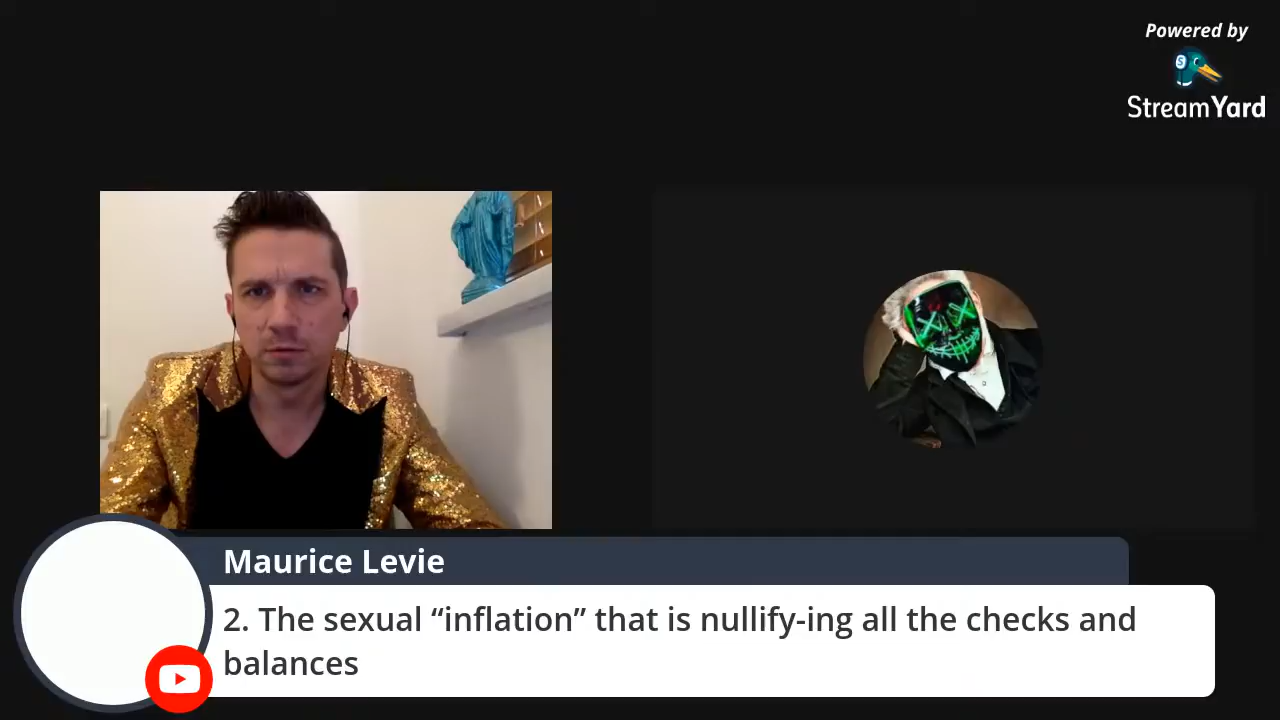 Powered by
StreamYard
Maurice Levie
2. The sexual “inflation” that is nullify-ing all the checks and
balances